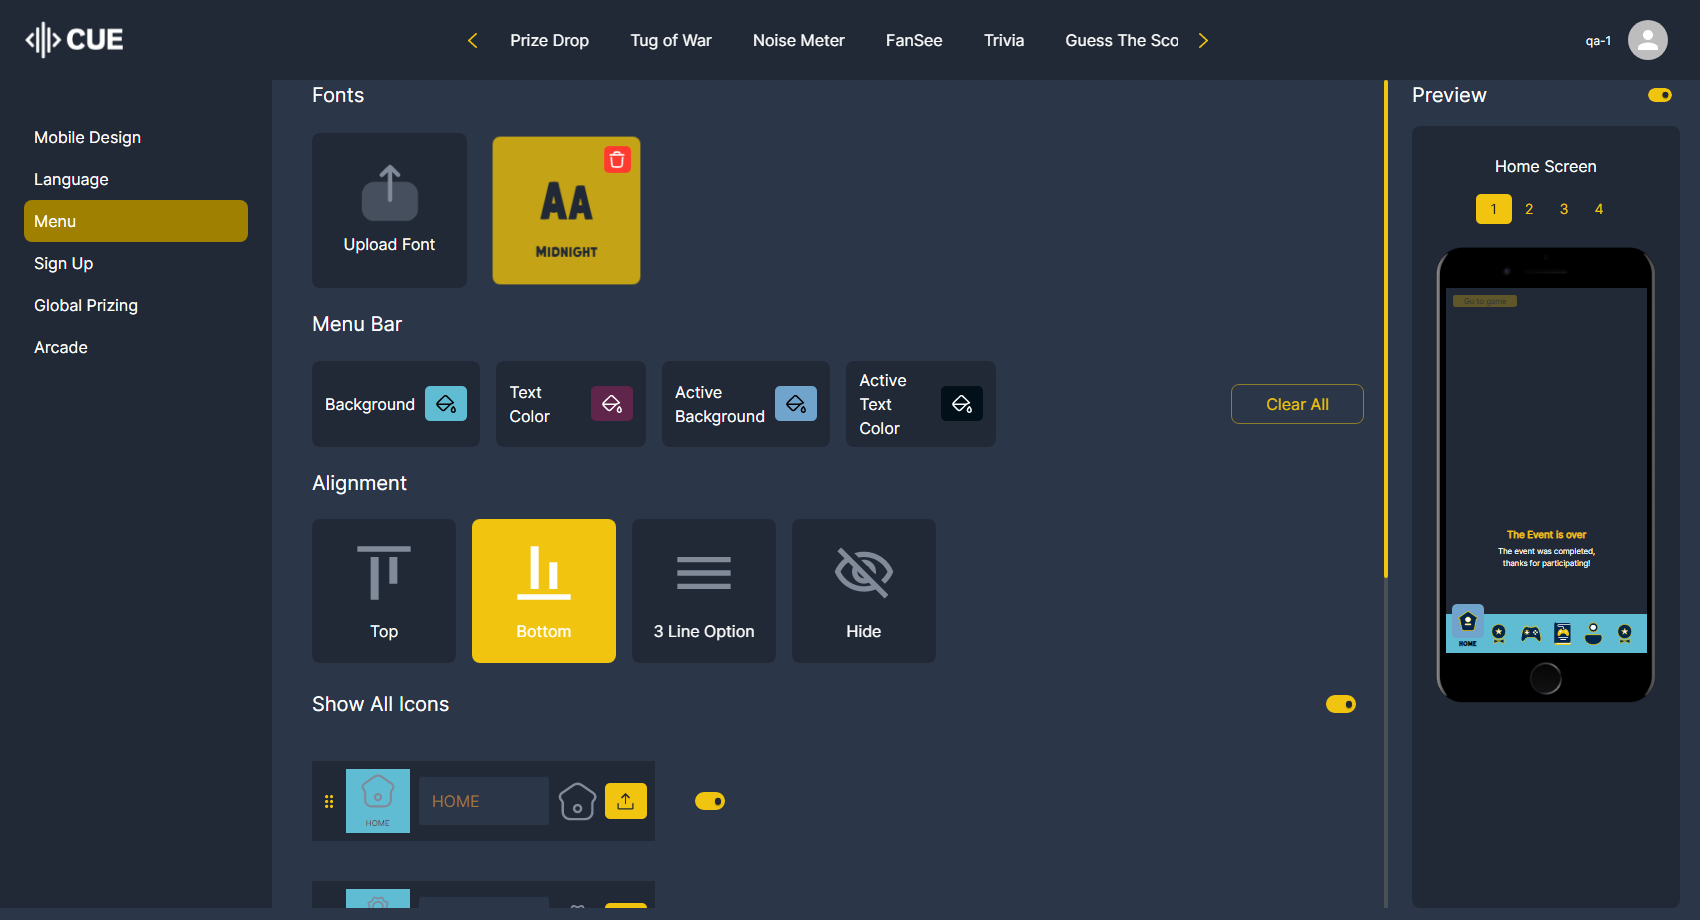 CUE
Prize Drop
Tug of War
Noise Meter
FanSee
Trivia
Guess The Sco
qa-1
Mobile Design
Language
Menu
Sign Up
Global Prizing
Arcade
Fonts
Upload Font
AA
MIDNIGHT
Menu Bar
Background
Text
Color
Active
Background
Active
Text
Color
Clear All
Alignment
Top
Bottom
3 Line Option
Hide
Show All Icons
HOME
HOME
Preview
Home Screen
1 2 3 4
Go to game
The Event is over
The event was completed,
thanks for participating!
HOME